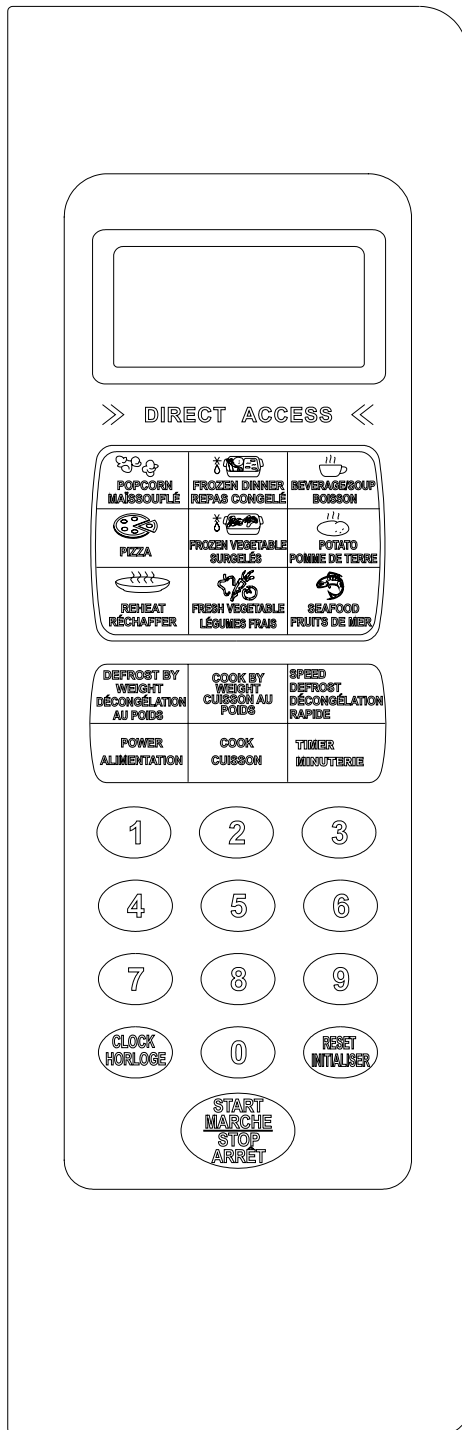 DIRECT ACCESS
POPCORN
MAÏSSOUFLÉ
FROZEN DINNER
REPAS CONGELÉ
BEVERAGE/SOUP
BOISSON
PIZZA
FROZEN VEGETABLE
SURGELÉS
POTATO
POMME DE TERRE
REHEAT
RÉCHAFFER
FRESH VEGETABLE
LÉGUMES FRAIS
SEAFOOD
FRUITS DE MER
DEFROST BY
WEIGHT
DÉCONGÉLATION
AU POIDS
COOK BY
WEIGHT
CUISSON AU
POIDS
SPEED
DEFROST
DÉCONGÉLATION
RAPIDE
POWER
ALIMENTATION
COOK
CUISSON
TIMER
MINUTERIE
1
2
3
4
5
6
7
8
9
CLOCK
HORLOGE
0
RESET
INITIALISER
START
MARCHE
STOP
ARRÊT